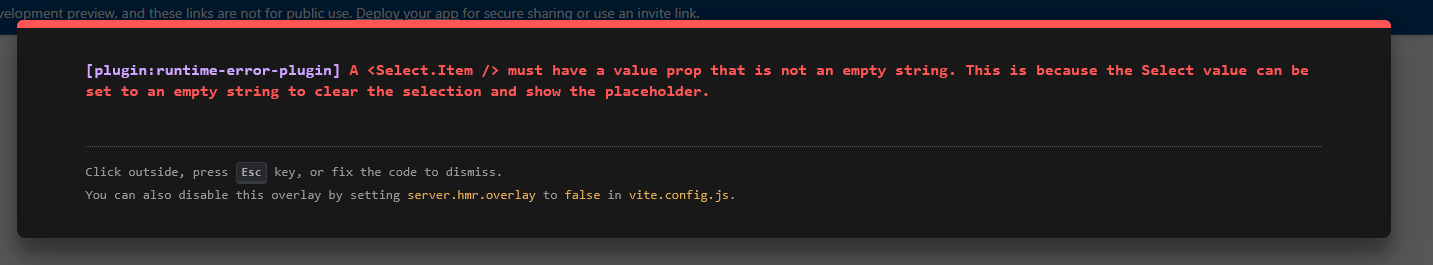 velopment preview, and these links are not for public use. Deploy your app for secure sharing or use an invite link.
[plugin:runtime-error-plugin] A <Select.Item /> must have a value prop that is not an empty string. This is because the Select value can be
set to an empty string to clear the selection and show the placeholder.
Click outside, press Esc key, or fix the code to dismiss.
You can also disable this overlay by setting server.hmr.overlay to false in vite.config.js.